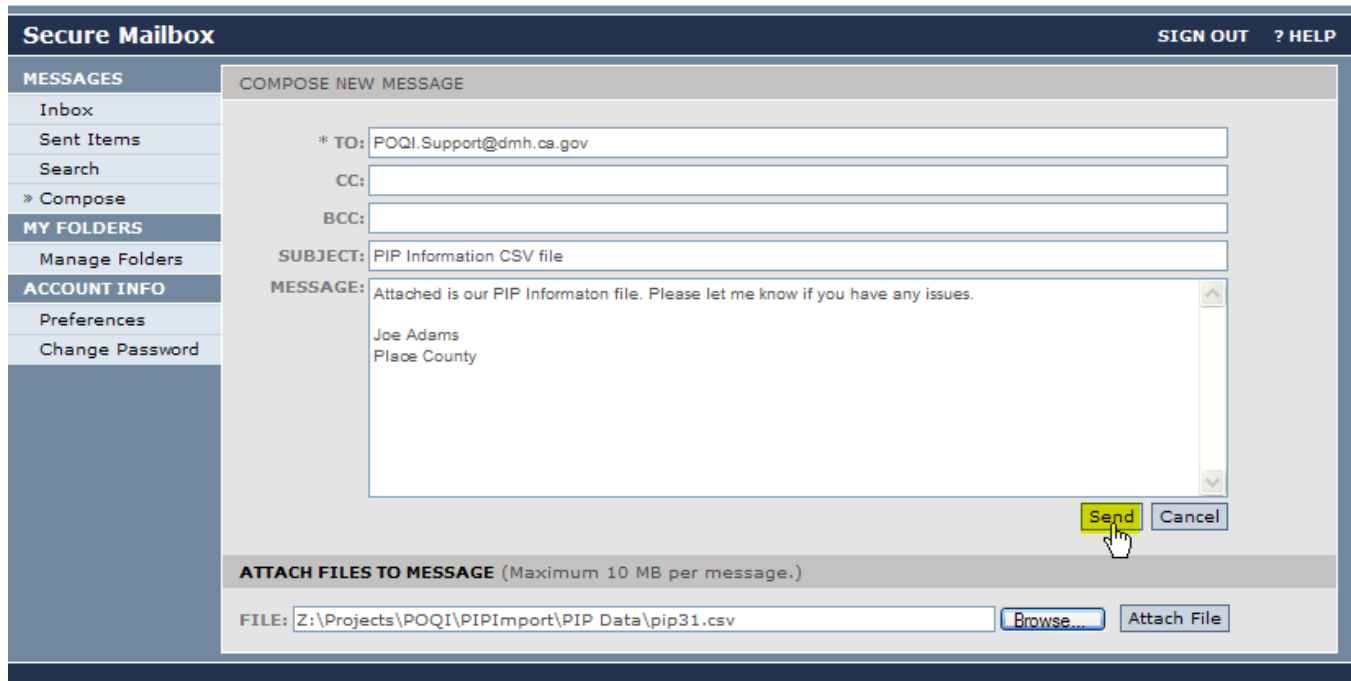 Secure Mailbox
SIGN OUT ? HELP
MESSAGES
Inbox
Sent Items
Search
» Compose
MY FOLDERS
Manage Folders
ACCOUNT INFO
Preferences
Change Password
COMPOSE NEW MESSAGE
* TO: POQI.Support@dmh.ca.gov
CC:
BCC:
SUBJECT: PIP Information CSV file
MESSAGE: Attached is our PIP Informaton file. Please let me know if you have any issues.
Joe Adams
Place County
Send Cancel
ATTACH FILES TO MESSAGE (Maximum 10 MB per message.)
FILE: Z:\Projects\POQI\PIPImport\PIP Data\pip31.csv Browse... Attach File